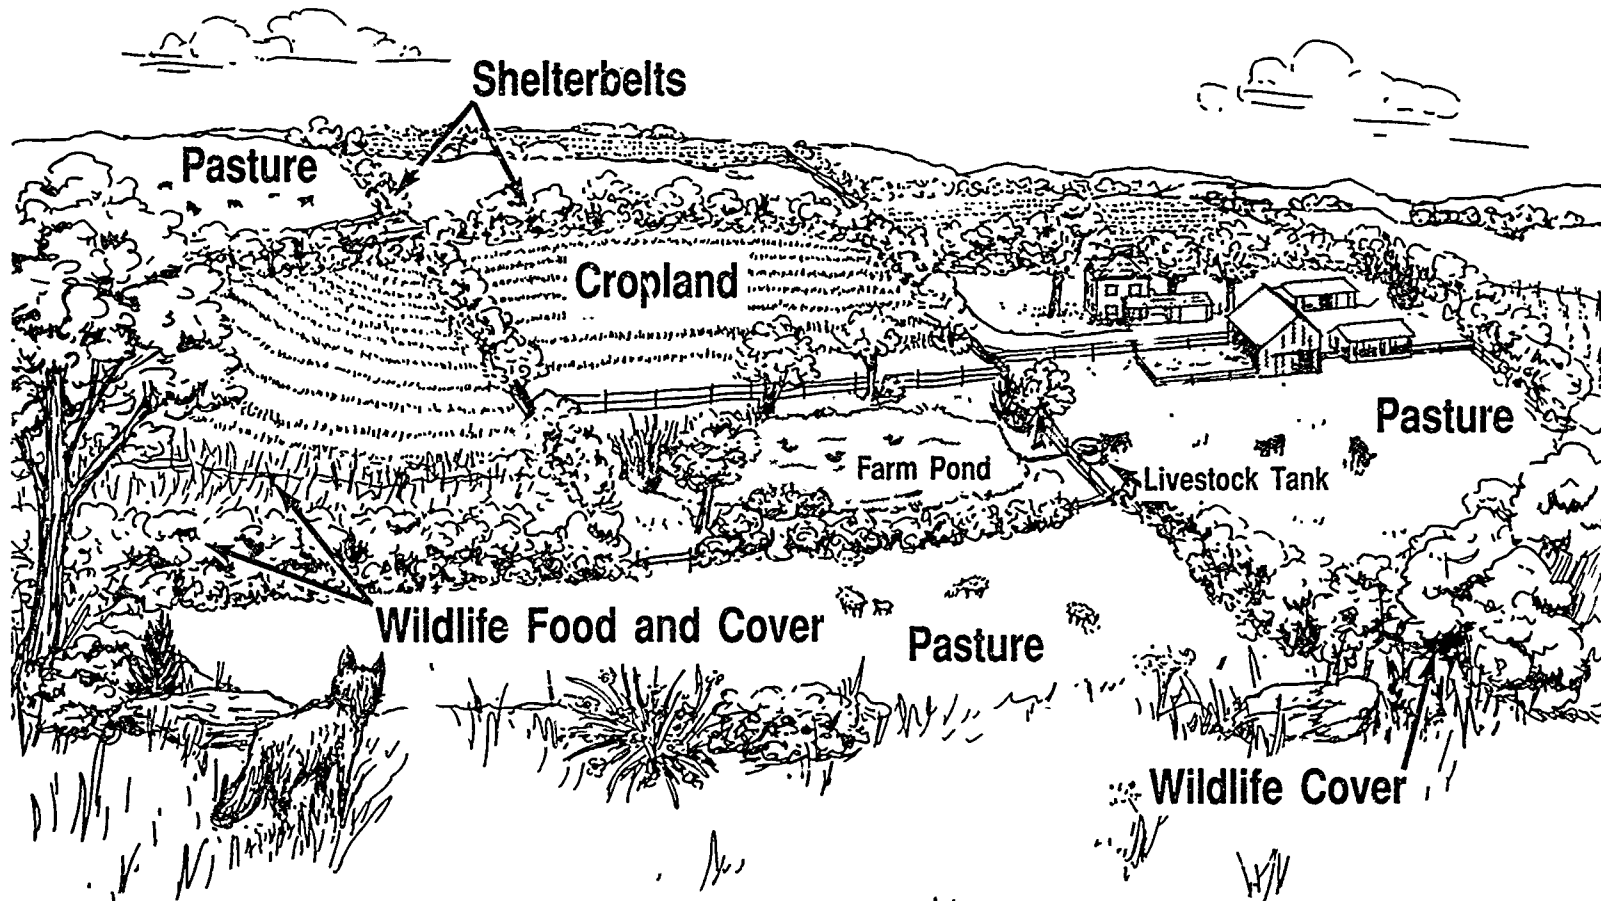 Shelterbelts
Pasture
Cropland
Pasture
Farm Pond
Livestock Tank
Wildlife Food and Cover
Pasture
Wildlife Cover